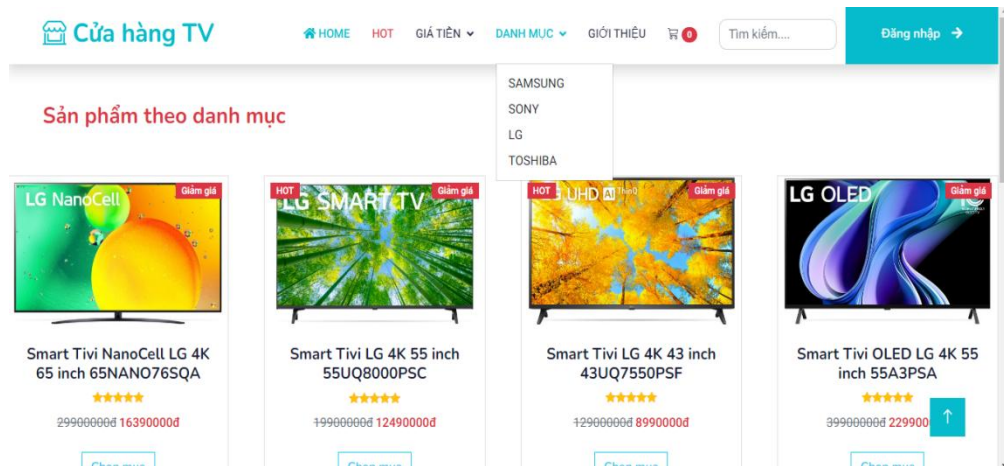 Cửa hàng TV
HOME HOT GIÁ TIỀN DANH MỤC GIỚI THIỆU 0 Tìm kiếm.... Đăng nhập
SAMSUNG
SONY
LG
TOSHIBA
Sản phẩm theo danh mục
LG NanoCell Giảm giá
HOT LG SMART TV Giảm giá
HOT UHD AI ThinQ Giảm giá
LG OLED Giảm giá
Smart Tivi NanoCell LG 4K
65 inch 65NANO76SQA
29900000đ 16390000đ
Smart Tivi LG 4K 55 inch
55UQ8000PSC
19900000đ 12490000đ
Smart Tivi LG 4K 43 inch
43UQ7550PSF
12900000đ 8990000đ
Smart Tivi OLED LG 4K 55
inch 55A3PSA
39900000đ 229900